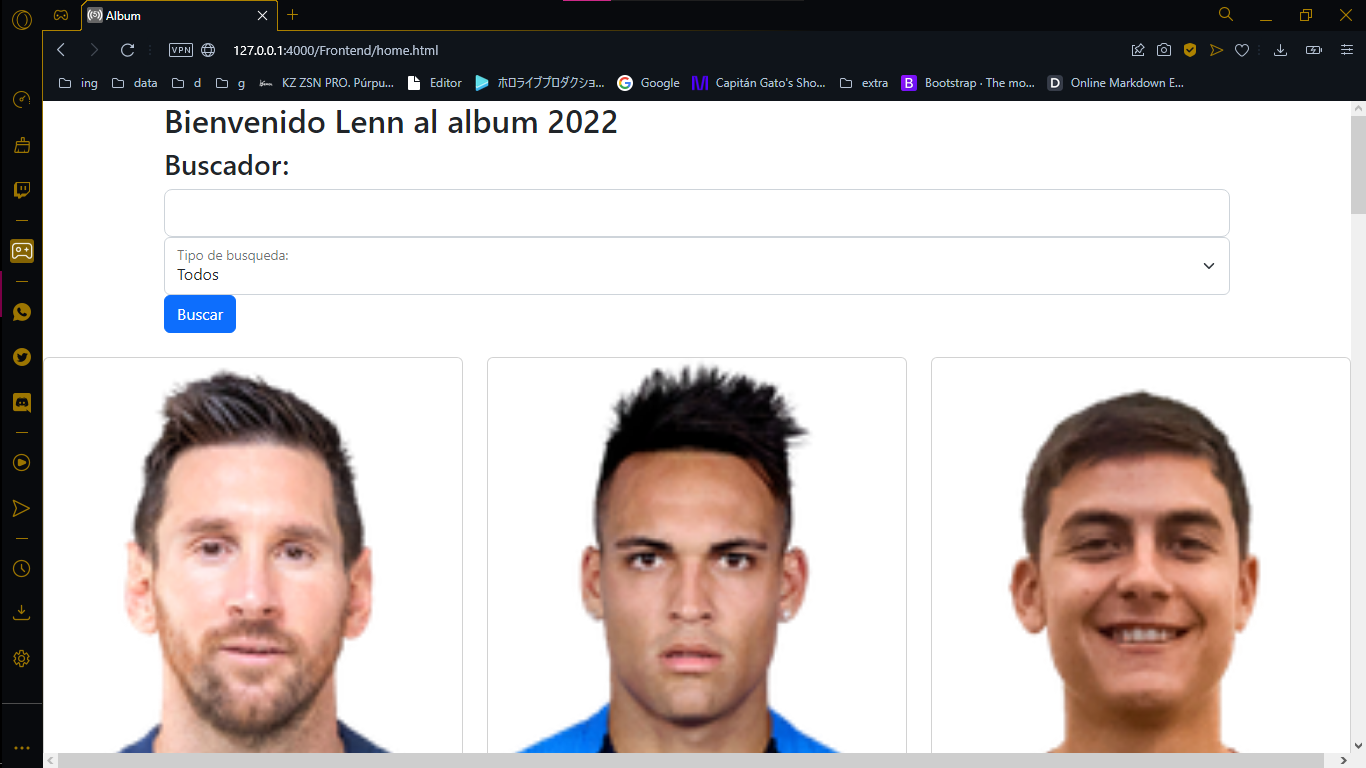 Album
VPN
127.0.0.1:4000/Frontend/home.html
ing data d g KZ ZSN PRO. Púrpu... Editor ホロライブプロダクショ... Google Capitán Gato's Sho... extra B Bootstrap · The mo... D Online Markdown E...
Bienvenido Lenn al album 2022
Buscador:
Tipo de busqueda:
Todos
Buscar